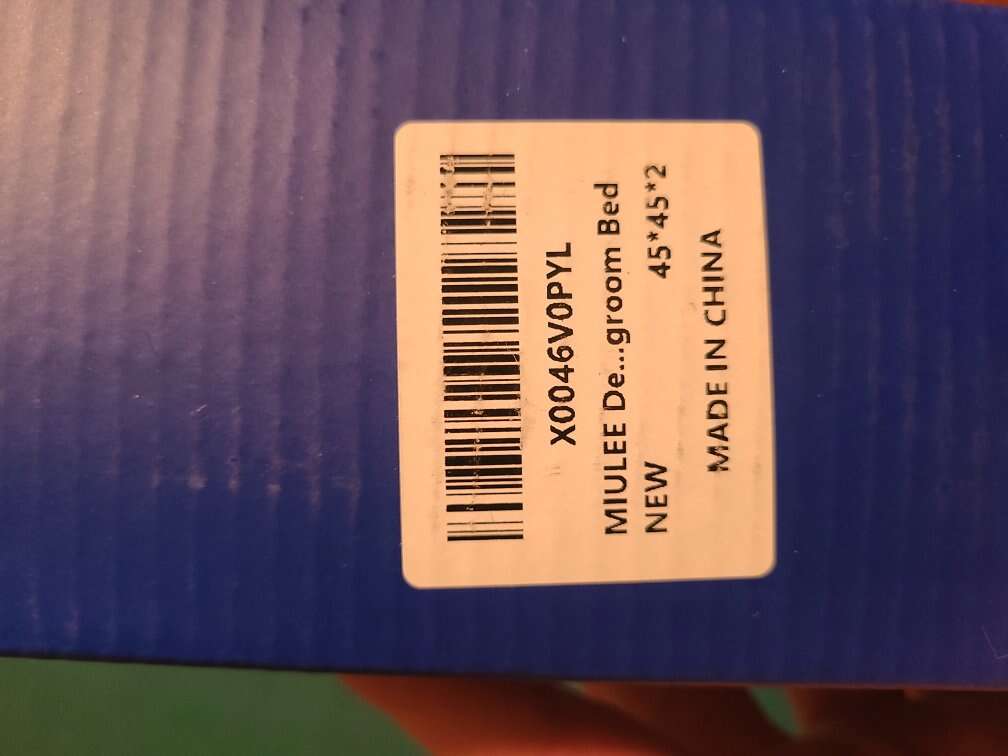 X0046V0PYL
MIULEE De...groom Bed
NEW 45*45*2
MADE IN CHINA